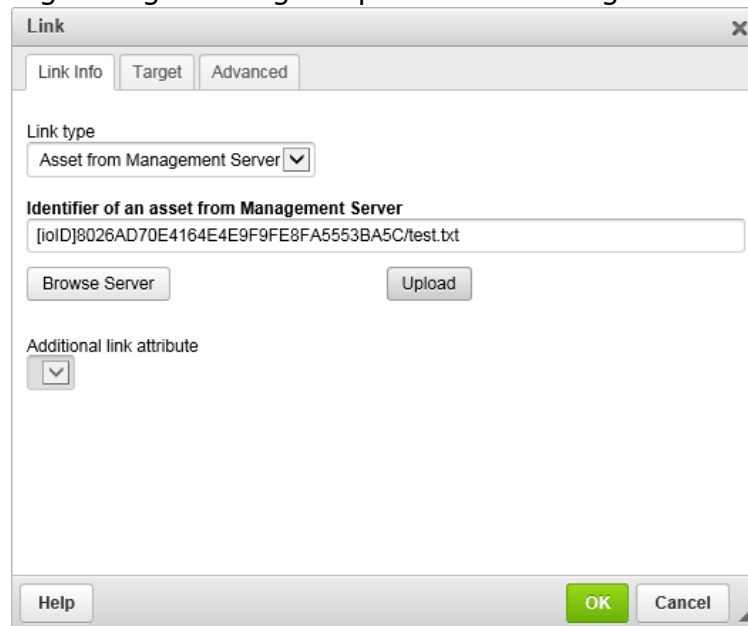 Link
Link Info Target Advanced
Link type
Asset from Management Server
Identifier of an asset from Management Server
[ioID]8026AD70E4164E4E9F9FE8FA5553BA5C/test.txt
Browse Server Upload
Additional link attribute
Help OK Cancel